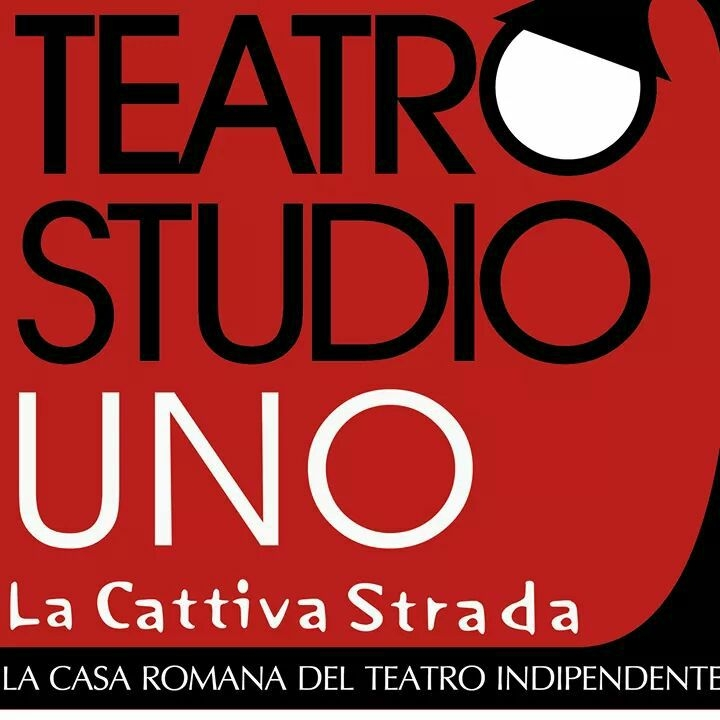 TEATRO
STUDIO
UNO
La Cattiva Strada
LA CASA ROMANA DEL TEATRO INDIPENDENTE